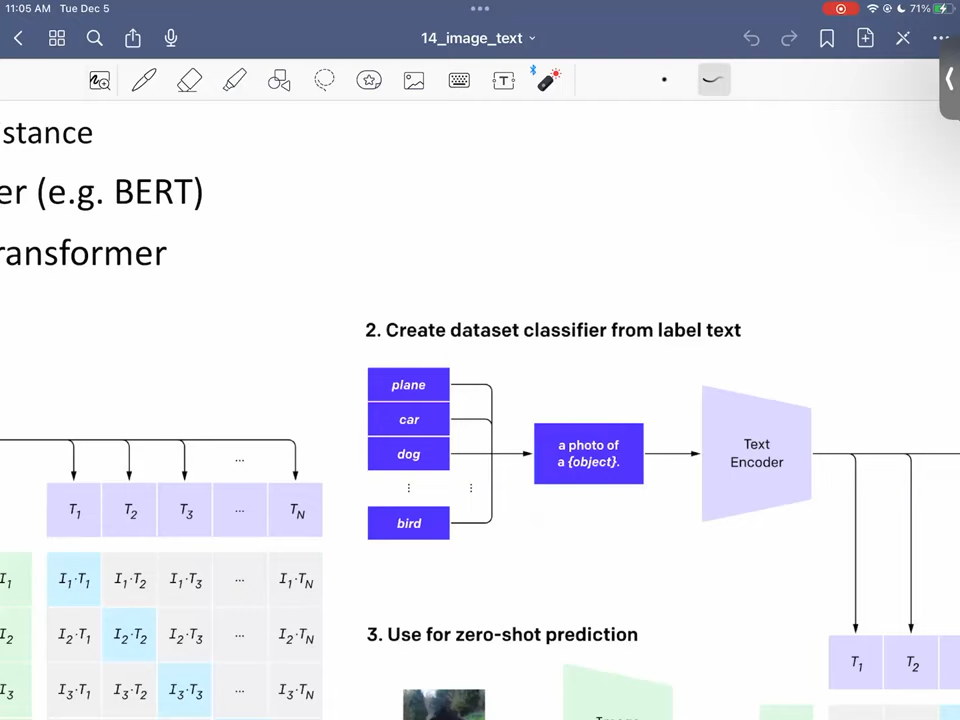 11:05 AM Tue Dec 5
71%
14_image_text
T
istance
er (e.g. BERT)
ransformer
2. Create dataset classifier from label text
plane
car
dog
⋮ ⋮
bird
a photo of
a {object}.
Text
Encoder
...
T1 T2 T3 ... TN
I1 I1·T1 I1·T2 I1·T3 ... I1·TN
I2 I2·T1 I2·T2 I2·T3 ... I2·TN
I3 I3·T1 I3·T2 I3·T3 ... I3·TN
3. Use for zero-shot prediction
T1 T2